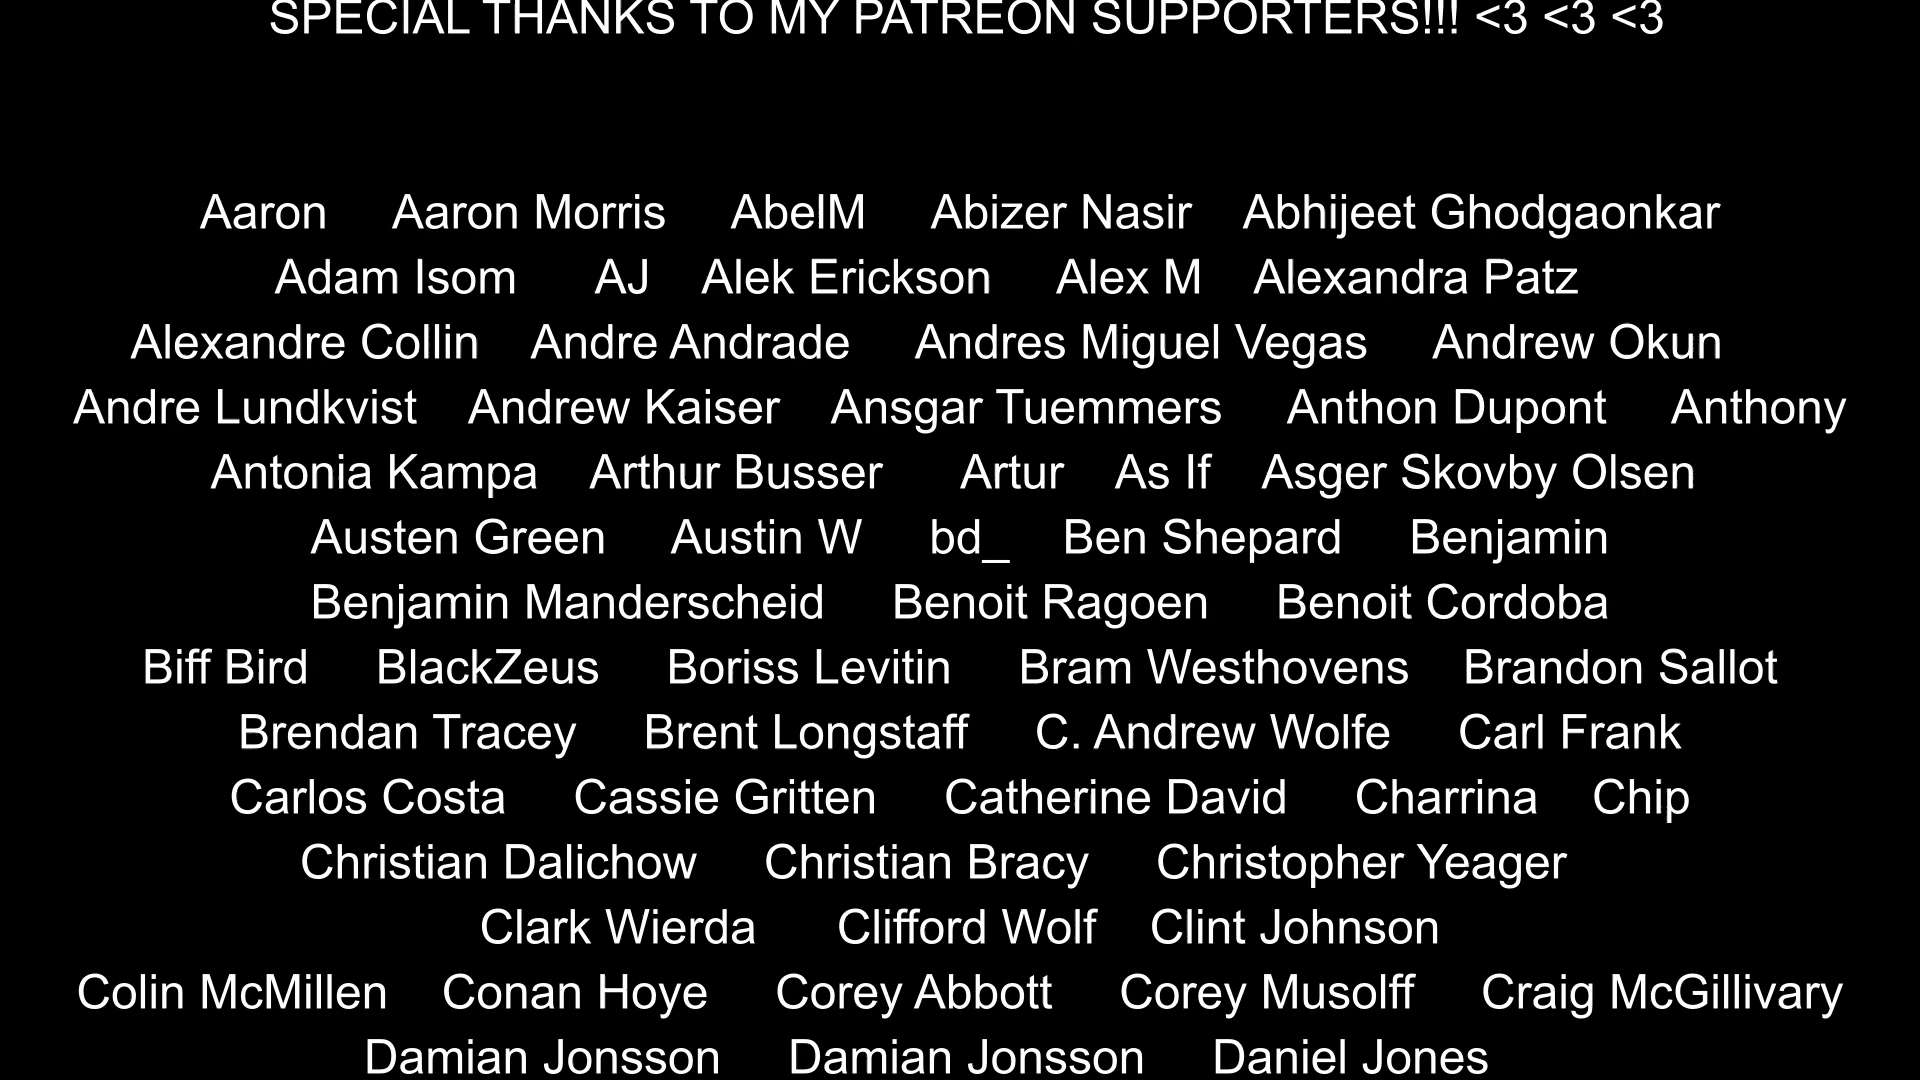 SPECIAL THANKS TO MY PATREON SUPPORTERS!!! <3 <3 <3
Aaron Aaron Morris AbelM Abizer Nasir Abhijeet Ghodgaonkar
Adam Isom AJ Alek Erickson Alex M Alexandra Patz
Alexandre Collin Andre Andrade Andres Miguel Vegas Andrew Okun
Andre Lundkvist Andrew Kaiser Ansgar Tuemmers Anthon Dupont Anthony
Antonia Kampa Arthur Busser Artur As If Asger Skovby Olsen
Austen Green Austin W bd_ Ben Shepard Benjamin
Benjamin Manderscheid Benoit Ragoen Benoit Cordoba
Biff Bird BlackZeus Boriss Levitin Bram Westhovens Brandon Sallot
Brendan Tracey Brent Longstaff C. Andrew Wolfe Carl Frank
Carlos Costa Cassie Gritten Catherine David Charrina Chip
Christian Dalichow Christian Bracy Christopher Yeager
Clark Wierda Clifford Wolf Clint Johnson
Colin McMillen Conan Hoye Corey Abbott Corey Musolff Craig McGillivary
Damian Jonsson Damian Jonsson Daniel Jones